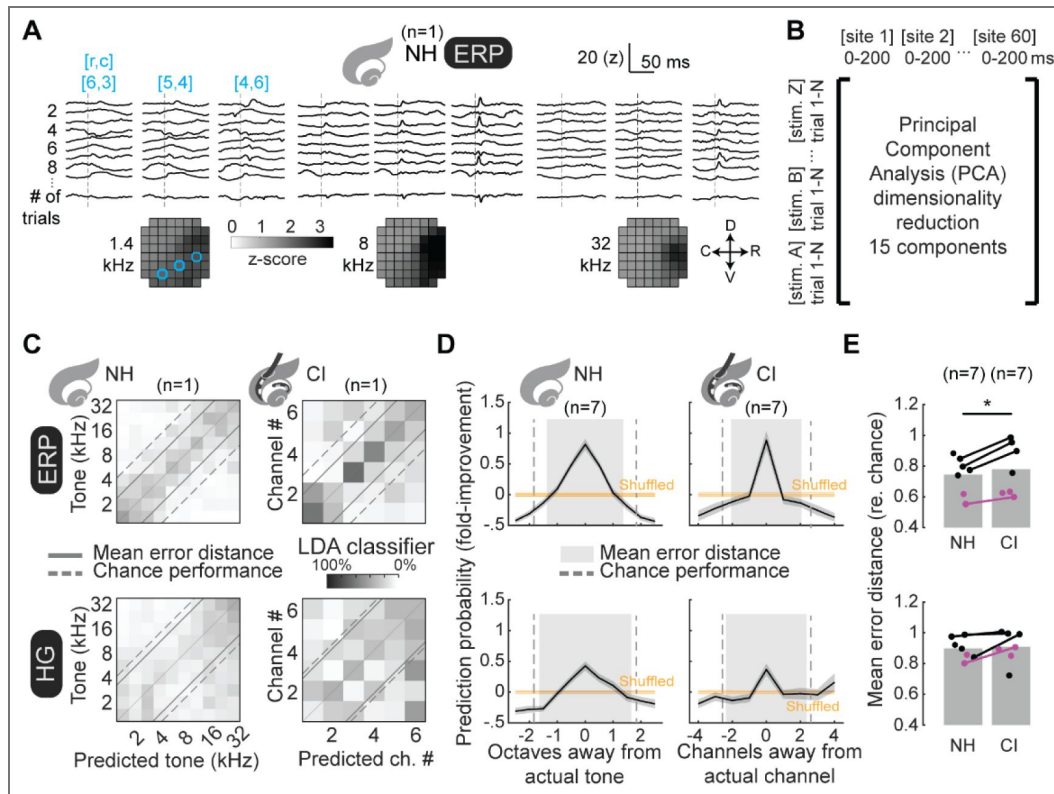 A
(n=1)
NH ERP
20 (z)
50 ms
[r,c]
[6,3] [5,4] [4,6]
2
4
6
8
⋮
# of
trials
1.4
kHz
0 1 2 3
z-score
8
kHz
32
kHz
D
C R
V
B
[site 1] [site 2] [site 60]
0-200 0-200 ... 0-200 ms
[stim. A] [stim. B] ... [stim. Z]
trial 1-N trial 1-N trial 1-N
Principal
Component
Analysis (PCA)
dimensionality
reduction
15 components
C
NH CI
(n=1) (n=1)
ERP
Tone (kHz)
32
16
8
4
2
Channel #
6
4
2
Mean error distance
Chance performance
LDA classifier
100% 0%
HG
Tone (kHz)
32
16
8
4
2
2 4 8 16 32
Predicted tone (kHz)
Channel #
6
4
2
2 4 6
Predicted ch. #
D
NH CI
(n=7) (n=7)
Prediction probability (fold-improvement)
1.5
1
0.5
0
-.5
Shuffled Shuffled
Mean error distance
Chance performance
1.5
1
0.5
0
-.5
Shuffled Shuffled
-2 -1 0 1 2
Octaves away from
actual tone
-4 -2 0 2 4
Channels away from
actual channel
E
(n=7) (n=7)
*
Mean error distance (re. chance)
1.2
1
0.8
0.6
0.4
NH CI
1.2
1
0.8
0.6
0.4
NH CI